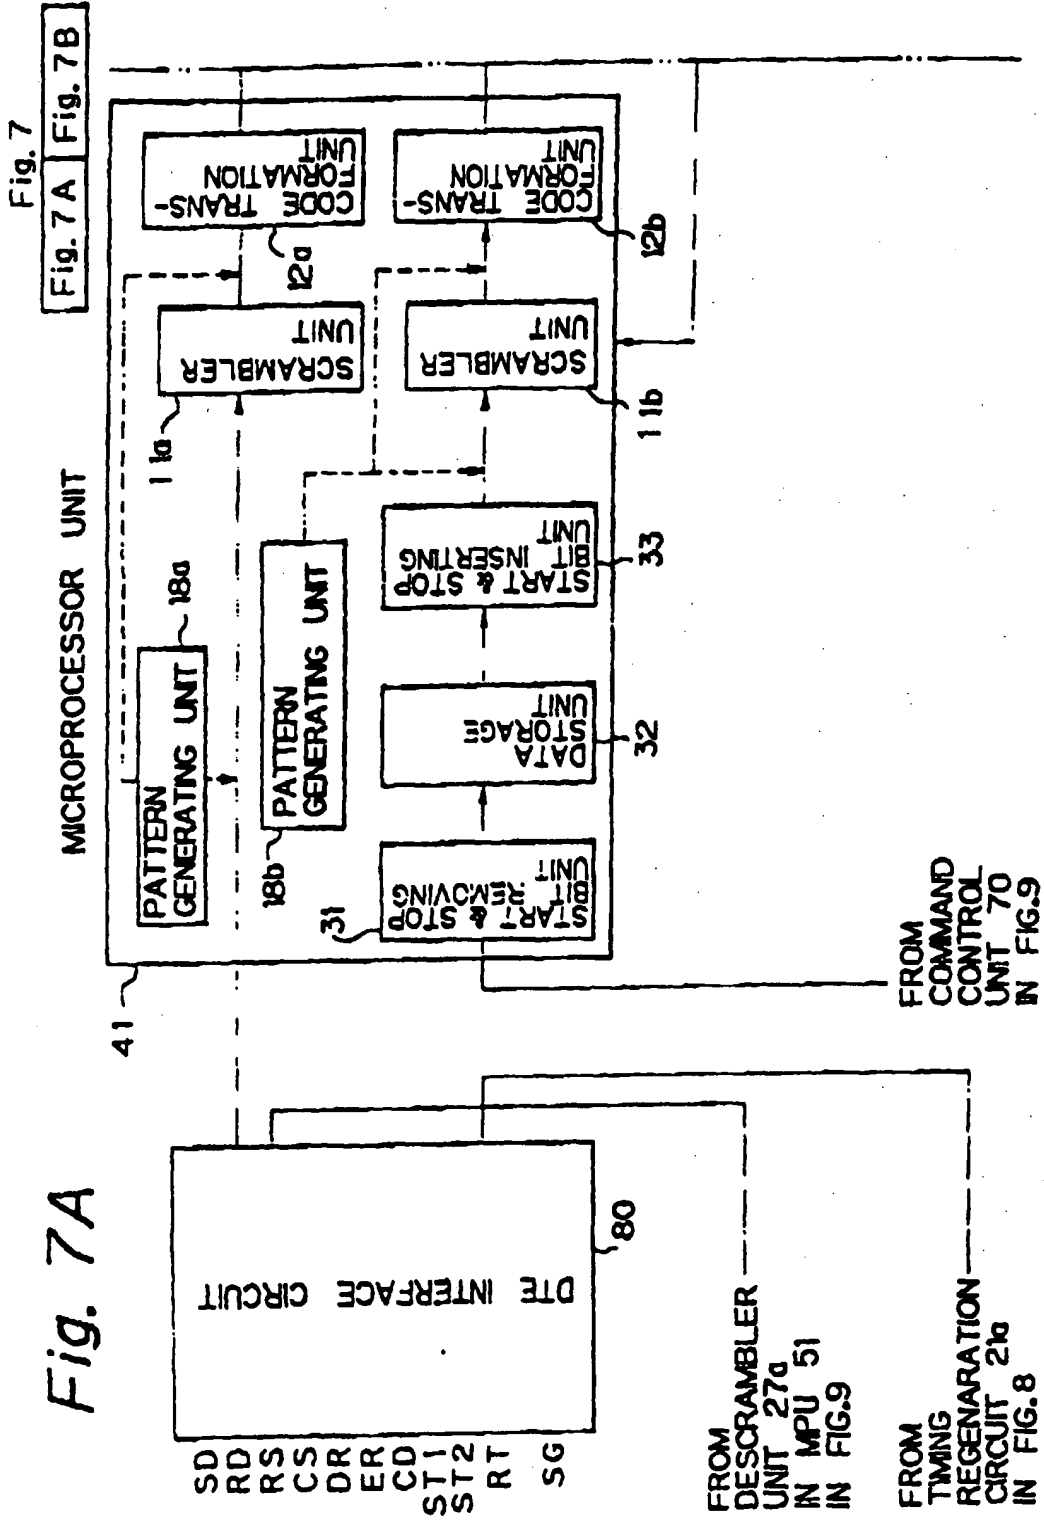 Fig. 7A
Fig. 7
Fig. 7A
Fig. 7B
MICROPROCESSOR UNIT
41
PATTERN
GENERATING UNIT
18a
SCRAMBLER
UNIT
11a
CODE TRANS-
FORMATION
UNIT
12a
PATTERN
GENERATING UNIT
18b
START & STOP
BIT REMOVING
UNIT
31
DATA
STORAGE
UNIT
32
START & STOP
BIT INSERTING
UNIT
33
SCRAMBLER
UNIT
11b
CODE TRANS-
FORMATION
UNIT
12b
DTE INTERFACE CIRCUIT
80
SD
RD
RS
CS
DR
ER
CD
ST1
ST2
RT
SG
FROM
DESCRAMBLER
UNIT 27a
IN MPU 51
IN FIG.9
FROM
TIMING
REGENARATION
CIRCUIT 21a
IN FIG.8
FROM
COMMAND
CONTROL
UNIT 70
IN FIG.9